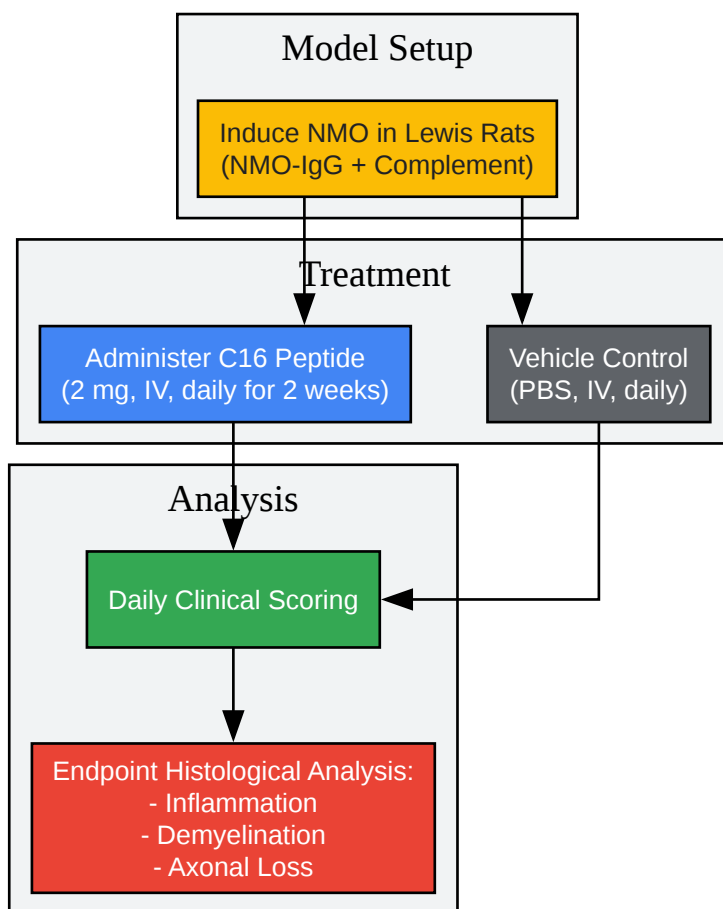 Model Setup
Induce NMO in Lewis Rats
(NMO-IgG + Complement)
Treatment
Administer C16 Peptide
(2 mg, IV, daily for 2 weeks)
Vehicle Control
(PBS, IV, daily)
Analysis
Daily Clinical Scoring
Endpoint Histological Analysis:
- Inflammation
- Demyelination
- Axonal Loss